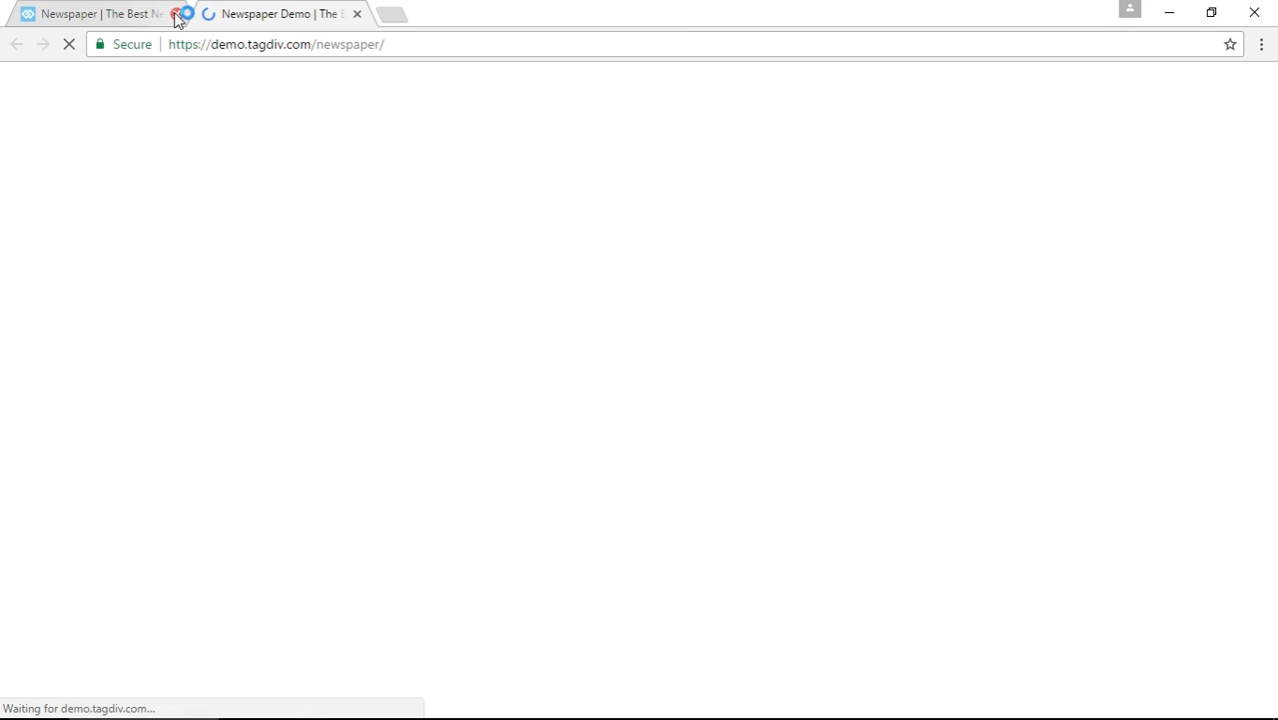 Newspaper | The Best Ne
Newspaper Demo | The B
Secure
https://demo.tagdiv.com/newspaper/
Waiting for demo.tagdiv.com...